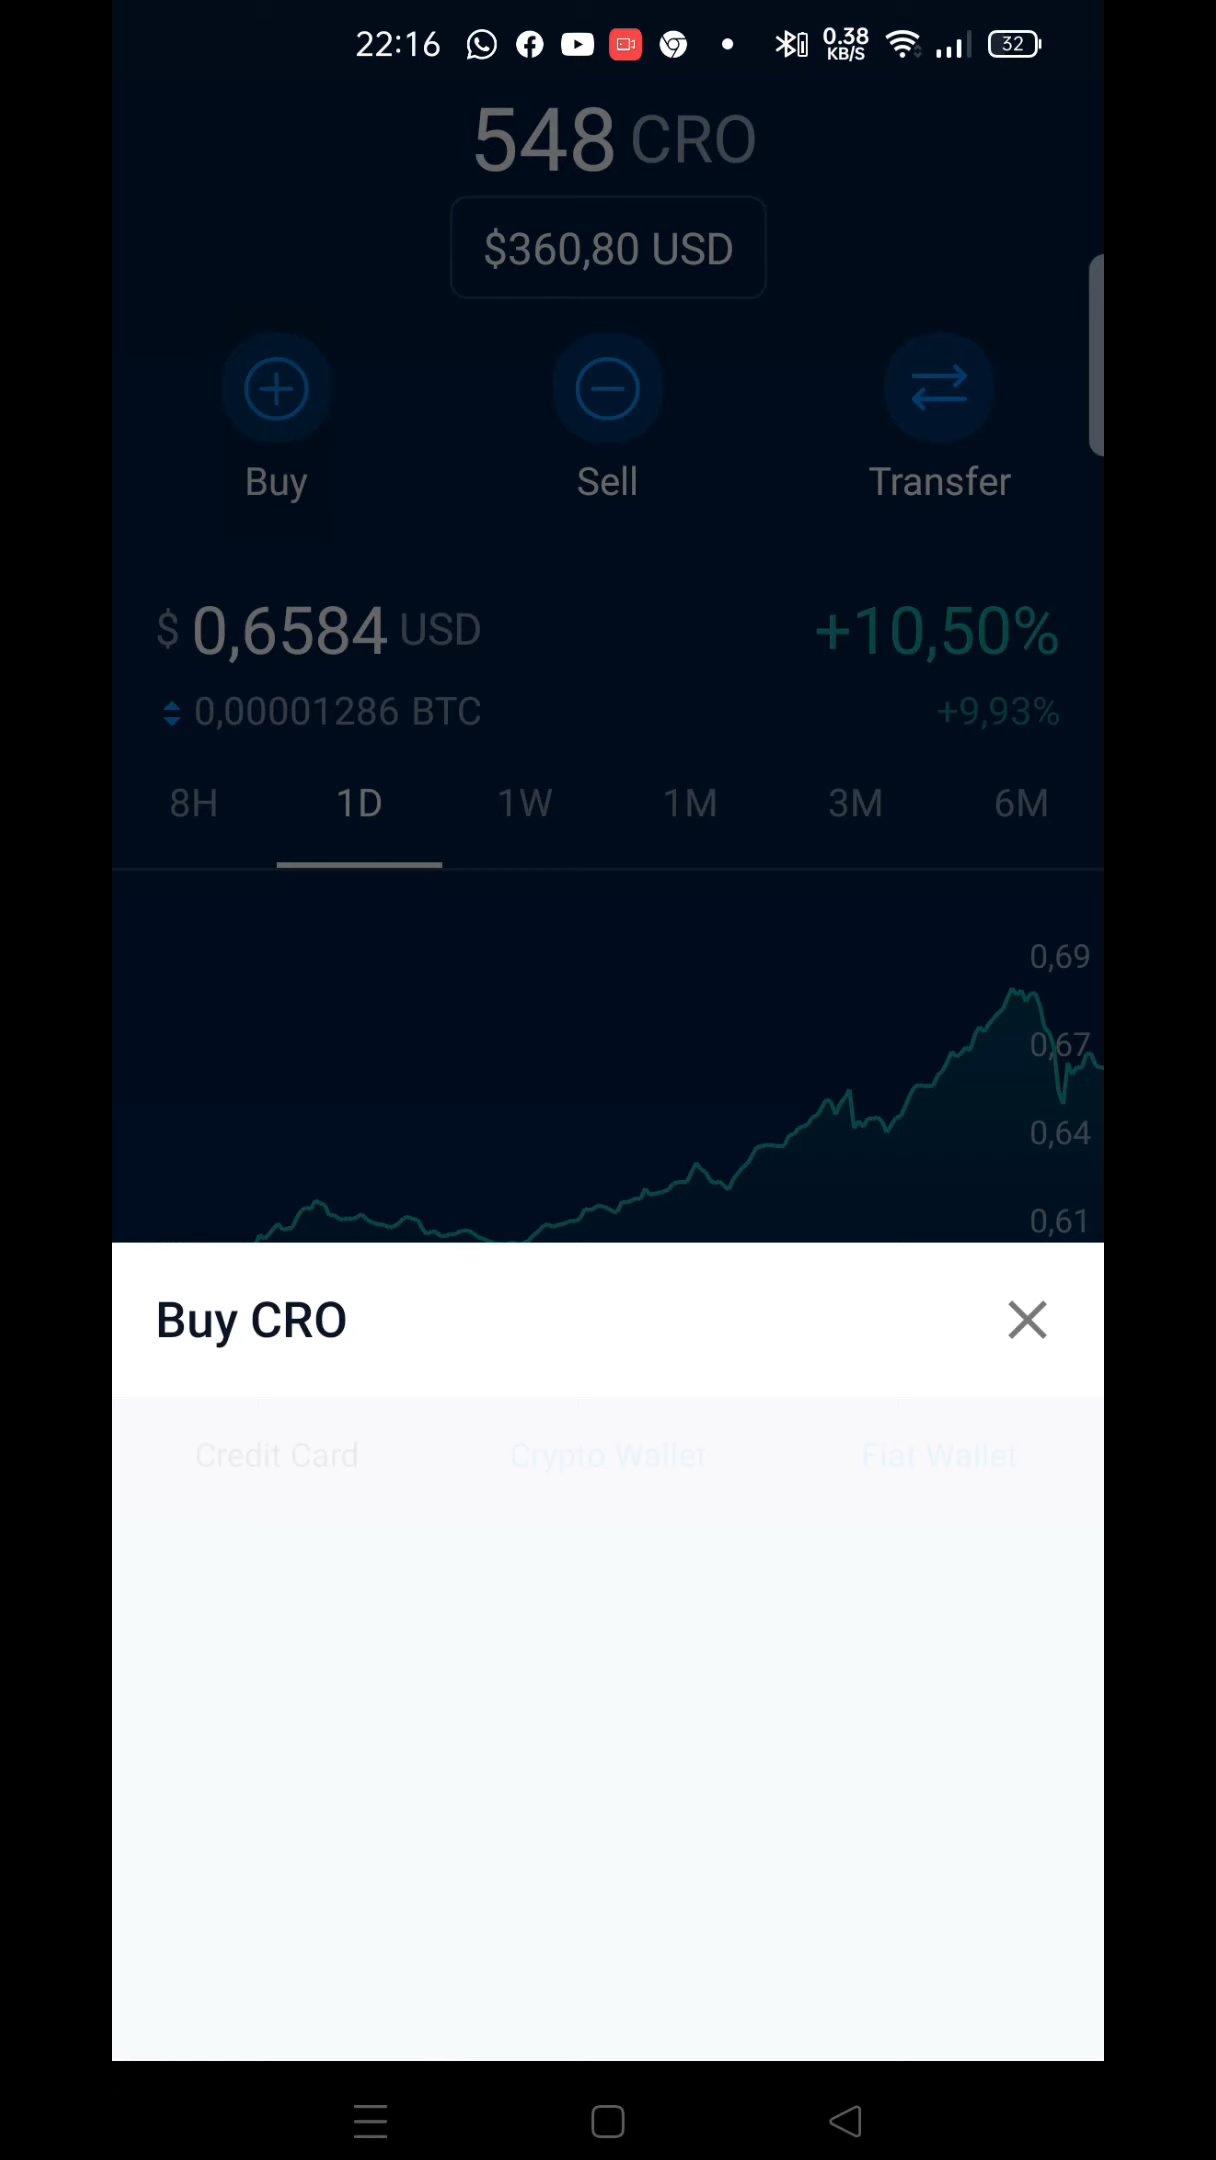 22:16 0.38 KB/S 32
548 CRO
$360,80 USD
Buy Sell Transfer
$ 0,6584 USD +10,50%
0,00001286 BTC +9,93%
8H 1D 1W 1M 3M 6M
0,69
0,67
0,64
0,61
Buy CRO
Credit Card Crypto Wallet Fiat Wallet